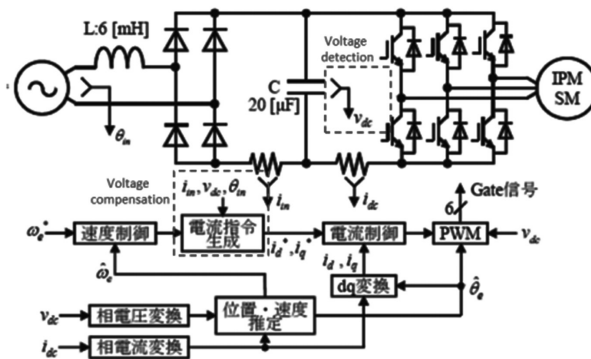 L:6 [mH]
Voltage
detection
C
20 [μF]
v_dc
IPM
SM
θ_in
Voltage
compensation
i_in, v_dc, θ_in
i_in
i_dc
6
Gate信号
ω_e*
速度制御
電流指令
生成
i_d*, i_q*
電流制御
PWM
v_dc
i_d, i_q
ω̂_e
dq変換
θ̂_e
v_dc
相電圧変換
位置・速度
推定
i_dc
相電流変換